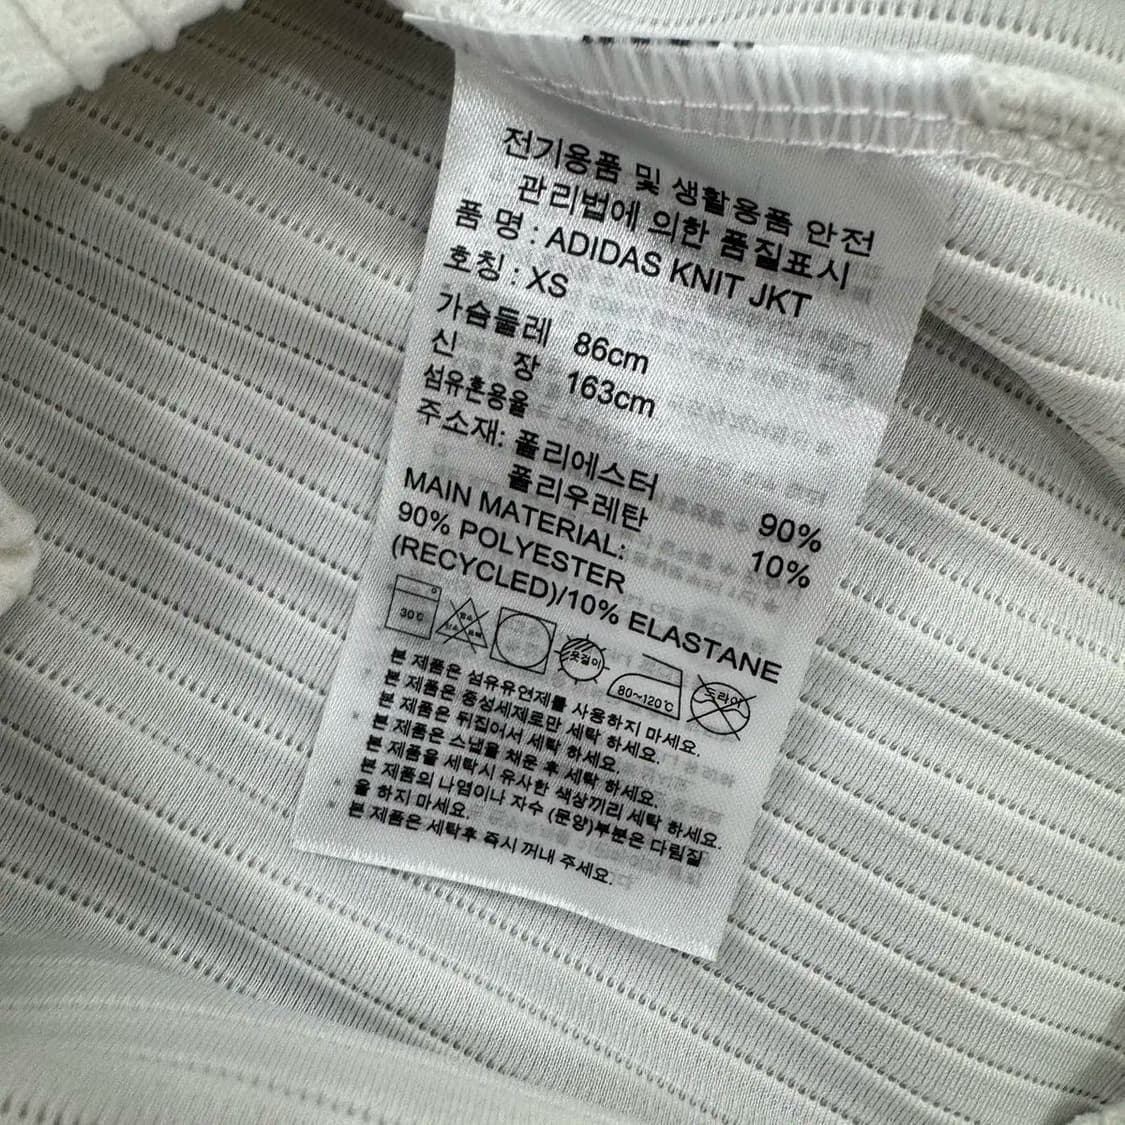 전기용품 및 생활용품 안전
관리법에 의한 품질표시
품 명 : ADIDAS KNIT JKT
호칭 : XS
가슴둘레 86cm
신 장 163cm
섬유혼용율
주소재: 폴리에스터 90%
폴리우레탄 10%
MAIN MATERIAL:
90% POLYESTER
(RECYCLED)/10% ELASTANE
30℃
옷걸이
80~120℃
드라이
본 제품은 섬유유연제를 사용하지 마세요.
본 제품은 중성세제로만 세탁 하세요.
본 제품은 뒤집어서 세탁 하세요.
본 제품은 스냅을 채운 후 세탁 하세요.
본 제품을 세탁시 유사한 색상끼리 세탁 하세요.
본 제품의 나염이나 자수 (문양)부분은 다림질
을 하지 마세요.
본 제품은 세탁후 즉시 꺼내 주세요.